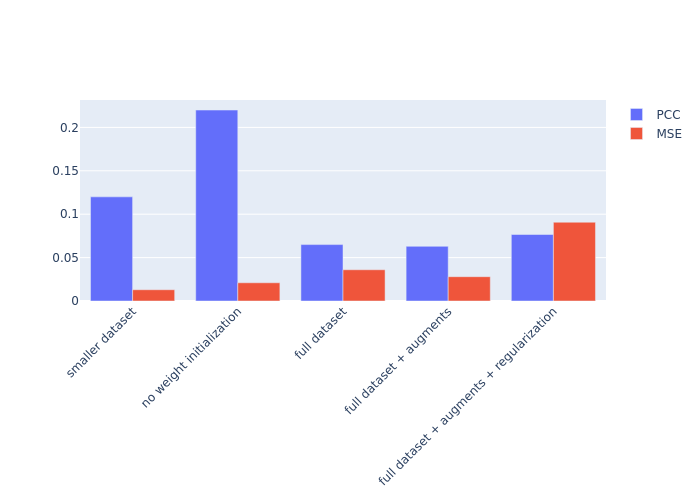 0.2
0.15
0.1
0.05
0
smaller dataset
no weight initialization
full dataset
full dataset + augments
full dataset + augments + regularization
PCC
MSE